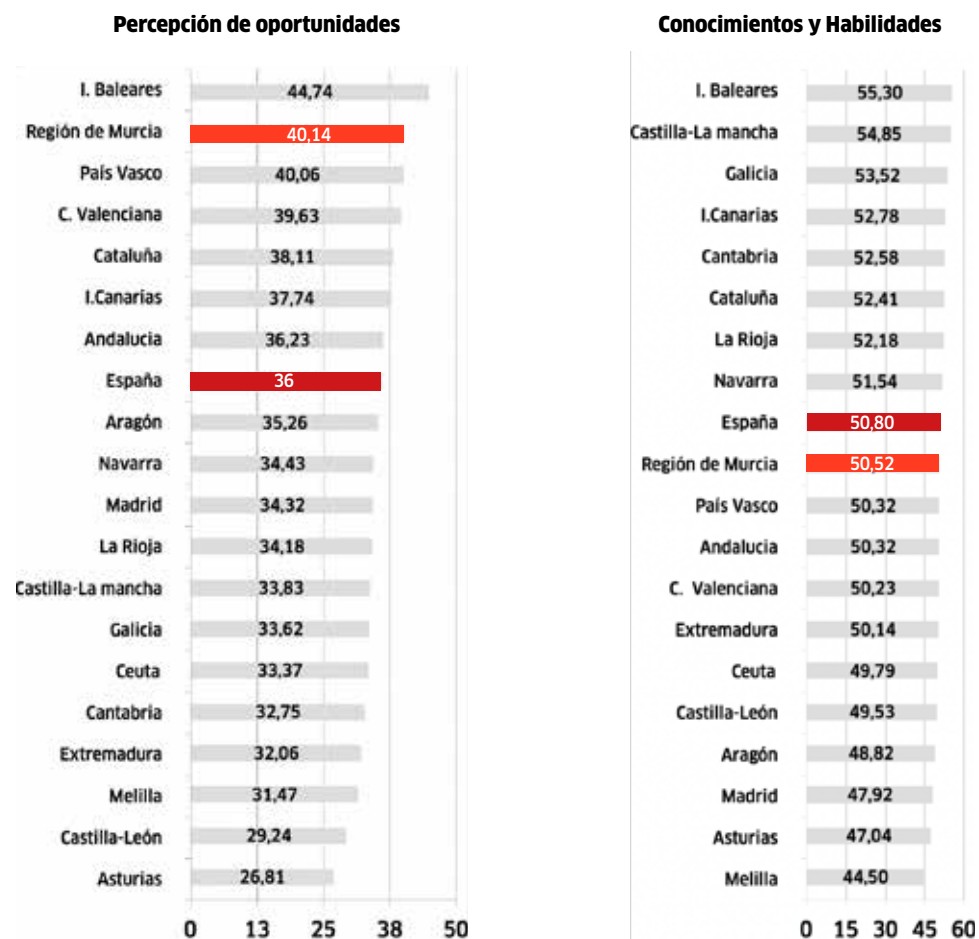 Percepción de oportunidades
I. Baleares 44,74
Región de Murcia 40,14
País Vasco 40,06
C. Valenciana 39,63
Cataluña 38,11
I.Canarias 37,74
Andalucia 36,23
España 36
Aragón 35,26
Navarra 34,43
Madrid 34,32
La Rioja 34,18
Castilla-La mancha 33,83
Galicia 33,62
Ceuta 33,37
Cantabria 32,75
Extremadura 32,06
Melilla 31,47
Castilla-León 29,24
Asturias 26,81
0 13 25 38 50
Conocimientos y Habilidades
I. Baleares 55,30
Castilla-La mancha 54,85
Galicia 53,52
I.Canarias 52,78
Cantabria 52,58
Cataluña 52,41
La Rioja 52,18
Navarra 51,54
España 50,80
Región de Murcia 50,52
País Vasco 50,32
Andalucia 50,32
C. Valenciana 50,23
Extremadura 50,14
Ceuta 49,79
Castilla-León 49,53
Aragón 48,82
Madrid 47,92
Asturias 47,04
Melilla 44,50
0 15 30 45 60